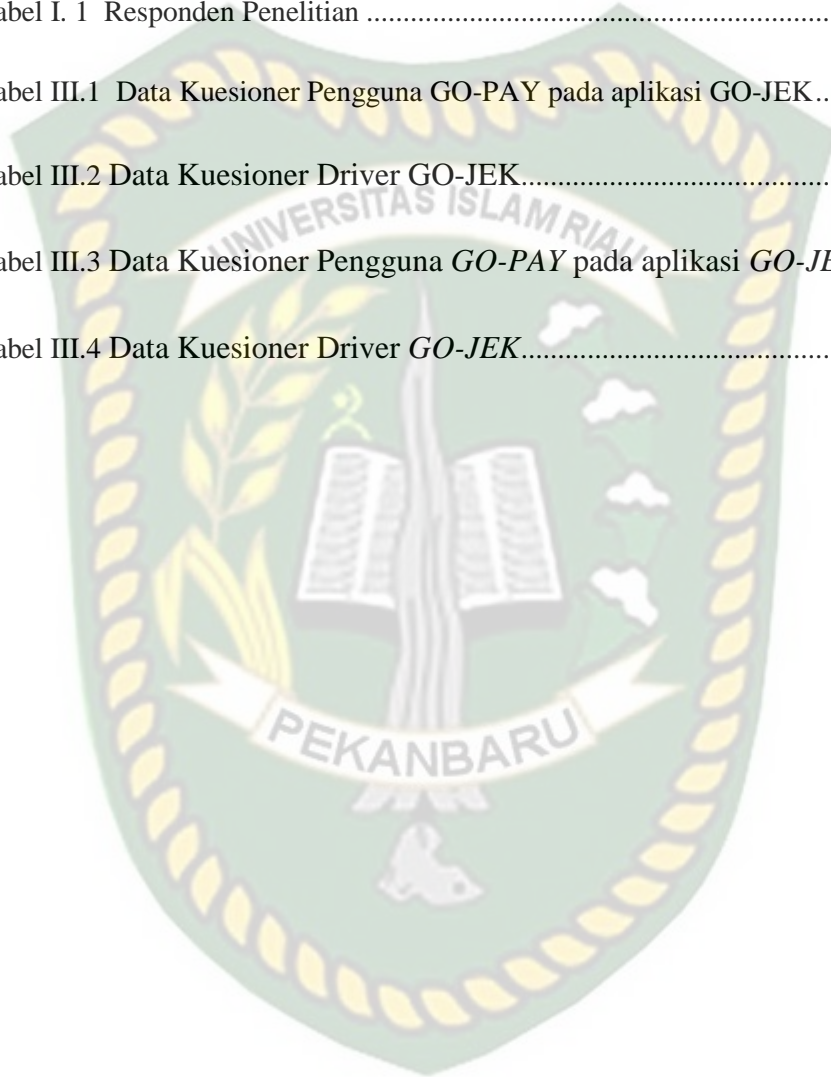 abel I. 1 Responden Penelitian ........................................................
abel III.1 Data Kuesioner Pengguna GO-PAY pada aplikasi GO-JEK...
abel III.2 Data Kuesioner Driver GO-JEK.......................................
UNIVERSITAS ISLAM RIAU
abel III.3 Data Kuesioner Pengguna GO-PAY pada aplikasi GO-JE
abel III.4 Data Kuesioner Driver GO-JEK.......................................
PEKANBARU